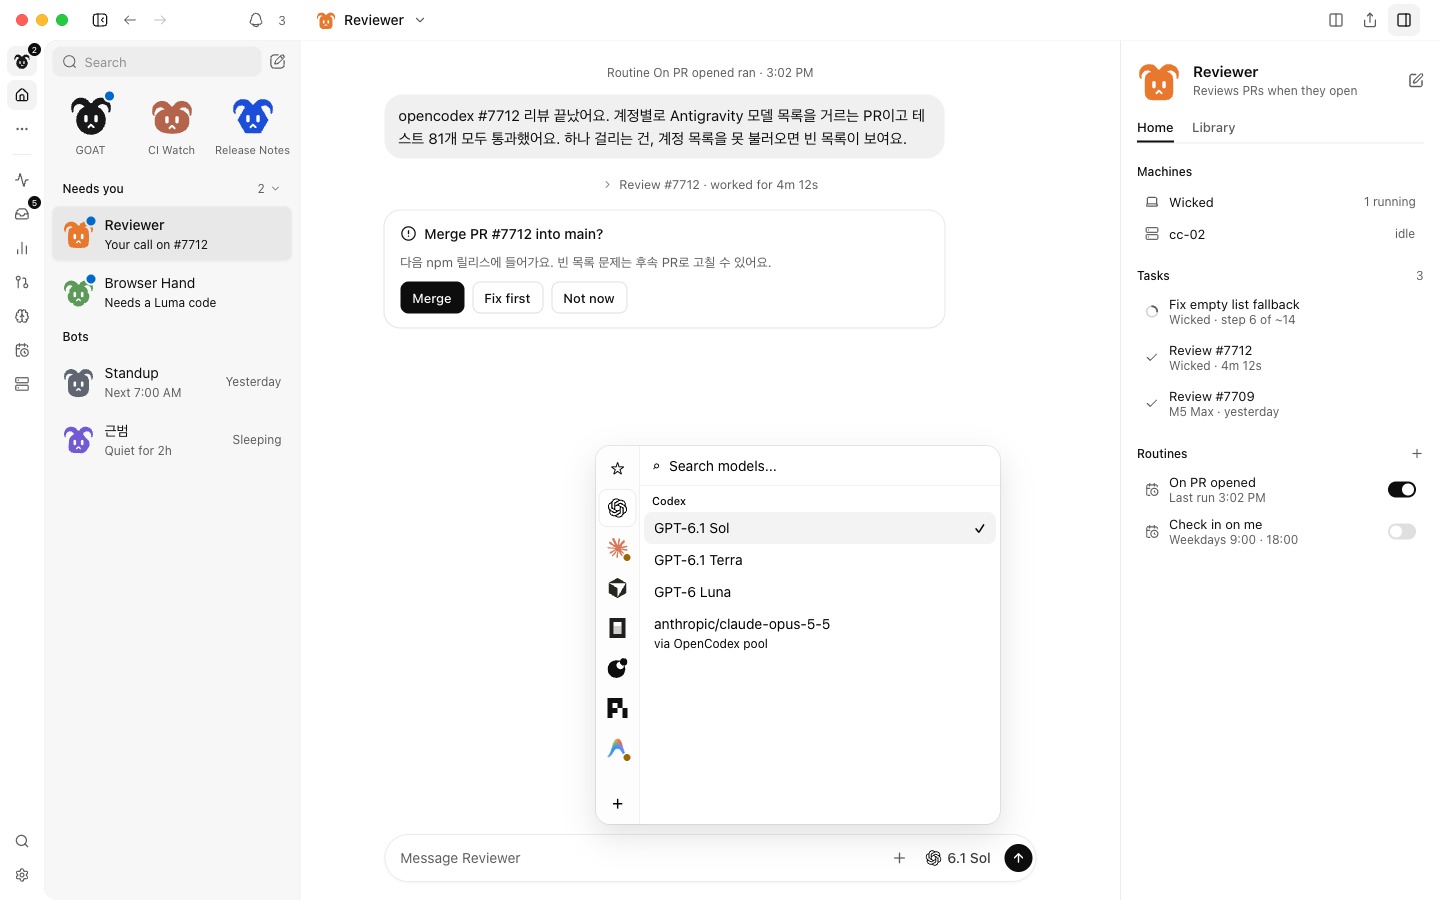 3
Reviewer
2
Search
GOAT
CI Watch
Release Notes
Needs you
2
5
Reviewer
Your call on #7712
Browser Hand
Needs a Luma code
Bots
Standup
Next 7:00 AM
Yesterday
근범
Quiet for 2h
Sleeping
Routine On PR opened ran · 3:02 PM
opencodex #7712 리뷰 끝났어요. 계정별로 Antigravity 모델 목록을 거르는 PR이고 테
스트 81개 모두 통과했어요. 하나 걸리는 건, 계정 목록을 못 불러오면 빈 목록이 보여요.
Review #7712 · worked for 4m 12s
Merge PR #7712 into main?
다음 npm 릴리스에 들어가요. 빈 목록 문제는 후속 PR로 고칠 수 있어요.
Merge
Fix first
Not now
Search models...
Codex
GPT-6.1 Sol
GPT-6.1 Terra
GPT-6 Luna
anthropic/claude-opus-5-5
via OpenCodex pool
Message Reviewer
6.1 Sol
Reviewer
Reviews PRs when they open
Home
Library
Machines
Wicked
1 running
cc-02
idle
Tasks
3
Fix empty list fallback
Wicked · step 6 of ~14
Review #7712
Wicked · 4m 12s
Review #7709
M5 Max · yesterday
Routines
On PR opened
Last run 3:02 PM
Check in on me
Weekdays 9:00 · 18:00